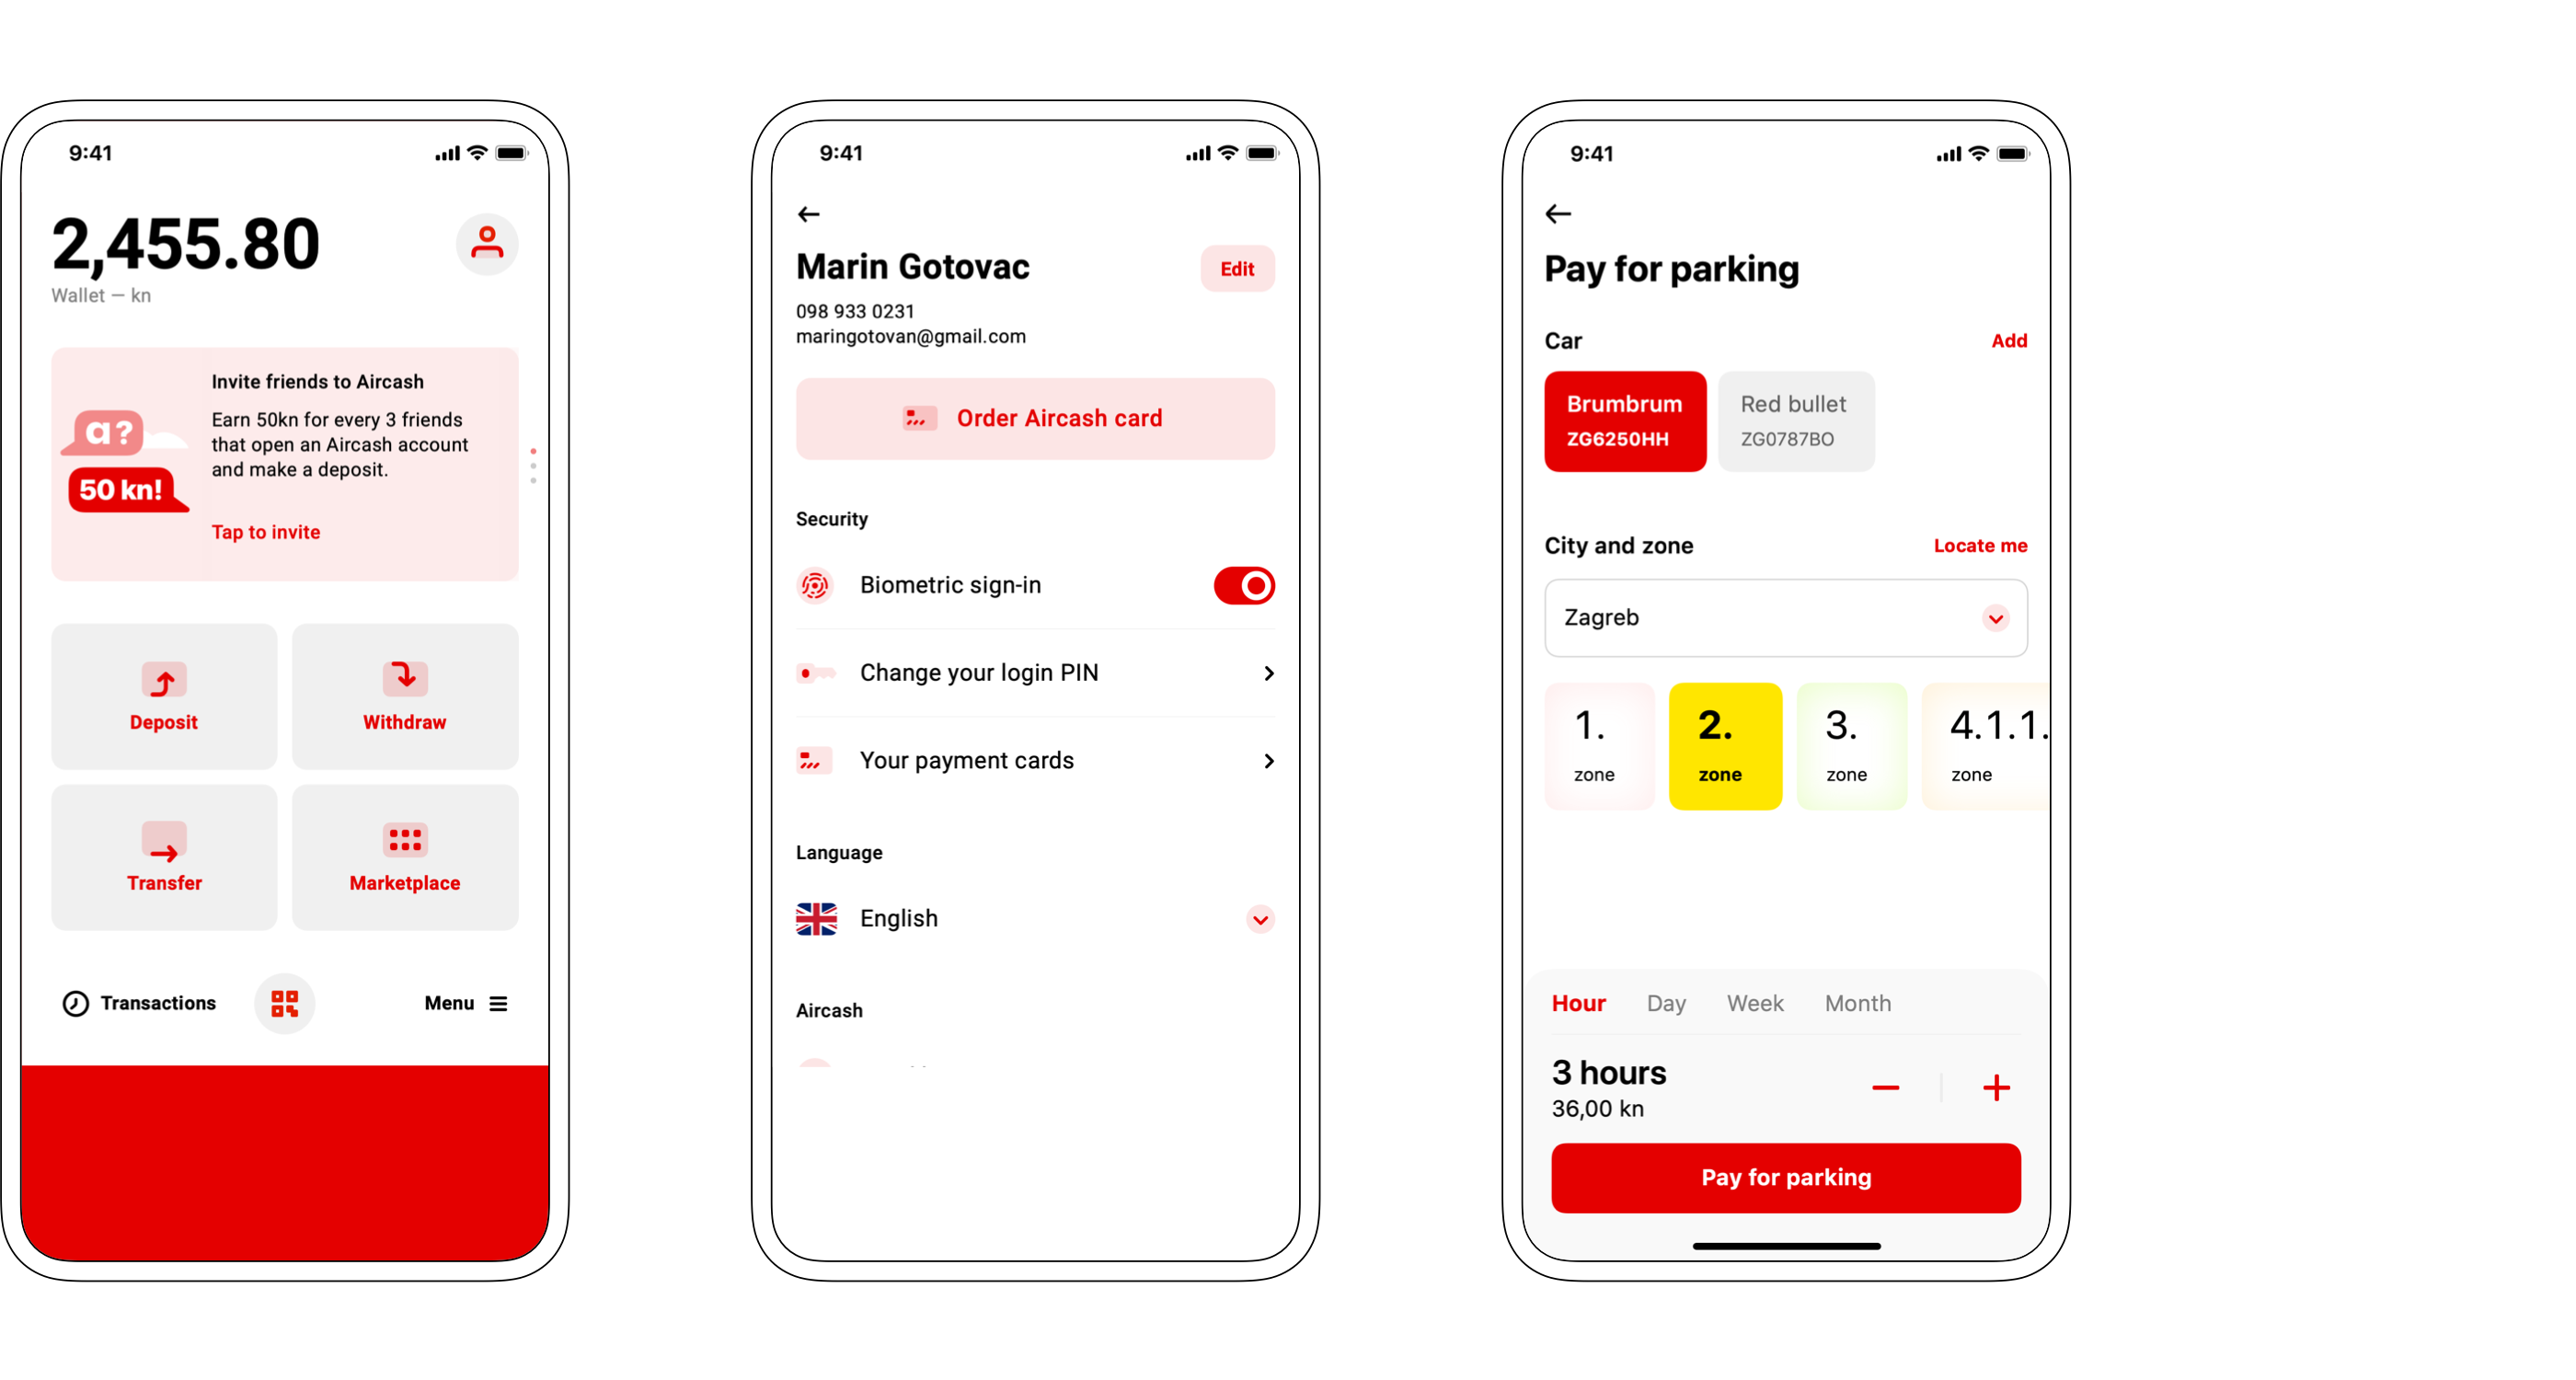 9:41
2,455.80
Wallet — kn
Invite friends to Aircash
Earn 50kn for every 3 friends
that open an Aircash account
and make a deposit.
a?
50 kn!
Tap to invite
Deposit
Withdraw
Transfer
Marketplace
Transactions
Menu
9:41
Marin Gotovac
Edit
098 933 0231
maringotovan@gmail.com
Order Aircash card
Security
Biometric sign-in
Change your login PIN
Your payment cards
Language
English
Aircash
9:41
Pay for parking
Car
Add
Brumbrum
ZG6250HH
Red bullet
ZG0787BO
City and zone
Locate me
Zagreb
1.
zone
2.
zone
3.
zone
4.1.1.
zone
Hour
Day
Week
Month
3 hours
36,00 kn
Pay for parking